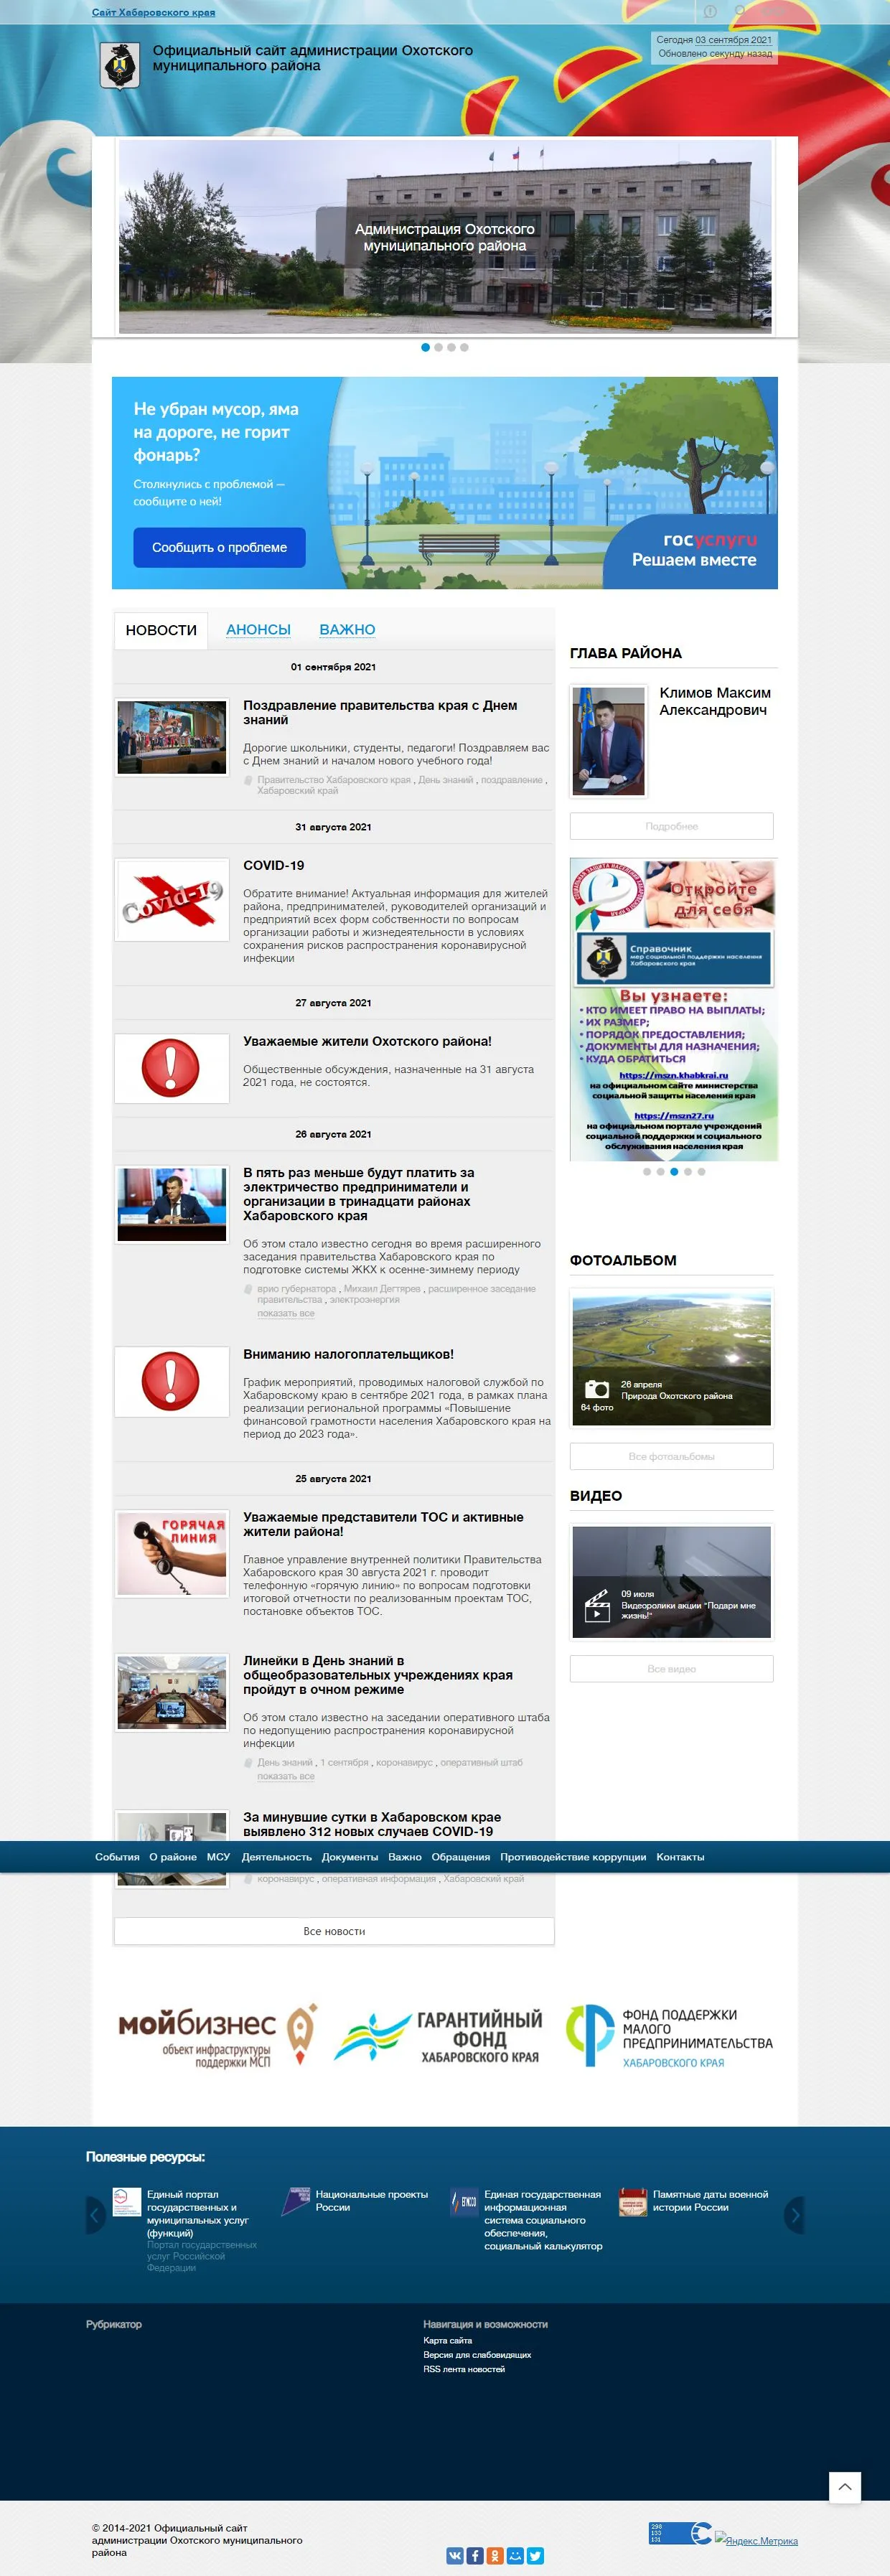 Сайт Хабаровского края
Официальный сайт администрации Охотского
муниципального района
Сегодня 03 сентября 2021
Обновлено секунду назад
Администрация Охотского
муниципального района
Не убран мусор, яма
на дороге, не горит
фонарь?
Столкнулись с проблемой —
сообщите о ней!
Сообщить о проблеме
госуслуги
Решаем вместе
НОВОСТИ
АНОНСЫ
ВАЖНО
01 сентября 2021
Поздравление правительства края с Днем
знаний
Дорогие школьники, студенты, педагоги! Поздравляем вас
с Днем знаний и началом нового учебного года!
Правительство Хабаровского края , День знаний , поздравление ,
Хабаровский край
31 августа 2021
Covid-19
COVID-19
Обратите внимание! Актуальная информация для жителей
района, предпринимателей, руководителей организаций и
предприятий всех форм собственности по вопросам
организации работы и жизнедеятельности в условиях
сохранения рисков распространения коронавирусной
инфекции
27 августа 2021
Уважаемые жители Охотского района!
Общественные обсуждения, назначенные на 31 августа
2021 года, не состоятся.
26 августа 2021
В пять раз меньше будут платить за
электричество предприниматели и
организации в тринадцати районах
Хабаровского края
Об этом стало известно сегодня во время расширенного
заседания правительства Хабаровского края по
подготовке системы ЖКХ к осенне-зимнему периоду
врио губернатора , Михаил Дегтярев , расширенное заседание
правительства , электроэнергия
показать все
Вниманию налогоплательщиков!
График мероприятий, проводимых налоговой службой по
Хабаровскому краю в сентябре 2021 года, в рамках плана
реализации региональной программы «Повышение
финансовой грамотности населения Хабаровского края на
период до 2023 года».
25 августа 2021
ГОРЯЧАЯ
ЛИНИЯ
Уважаемые представители ТОС и активные
жители района!
Главное управление внутренней политики Правительства
Хабаровского края 30 августа 2021 г. проводит
телефонную «горячую линию» по вопросам подготовки
итоговой отчетности по реализованным проектам ТОС,
постановке объектов ТОС.
Линейки в День знаний в
общеобразовательных учреждениях края
пройдут в очном режиме
Об этом стало известно на заседании оперативного штаба
по недопущению распространения коронавирусной
инфекции
День знаний , 1 сентября , коронавирус , оперативный штаб
показать все
За минувшие сутки в Хабаровском крае
выявлено 312 новых случаев COVID-19
События О районе МСУ Деятельность Документы Важно Обращения Противодействие коррупции Контакты
коронавирус , оперативная информация , Хабаровский край
Все новости
ГЛАВА РАЙОНА
Климов Максим
Александрович
Подробнее
Откройте
для себя
Справочник
мер социальной поддержки населения
Хабаровского края
Вы узнаете:
• КТО ИМЕЕТ ПРАВО НА ВЫПЛАТЫ;
• ИХ РАЗМЕР;
• ПОРЯДОК ПРЕДОСТАВЛЕНИЯ;
• ДОКУМЕНТЫ ДЛЯ НАЗНАЧЕНИЯ;
• КУДА ОБРАТИТЬСЯ
https://mszn.khabkrai.ru
на официальном сайте министерства
социальной защиты населения края
https://mszn27.ru
на официальном портале учреждений
социальной поддержки и социального
обслуживания населения края
ФОТОАЛЬБОМ
26 апреля
Природа Охотского района
64 фото
Все фотоальбомы
ВИДЕО
09 июля
Видеоролики акции "Подари мне
жизнь!"
Все видео
МОЙБИЗНЕС
объект инфраструктуры
поддержки МСП
ГАРАНТИЙНЫЙ
ФОНД
ХАБАРОВСКОГО КРАЯ
ФОНД ПОДДЕРЖКИ
МАЛОГО
ПРЕДПРИНИМАТЕЛЬСТВА
ХАБАРОВСКОГО КРАЯ
Полезные ресурсы:
Единый портал
государственных и
муниципальных услуг
(функций)
Портал государственных
услуг Российской
Федерации
Национальные проекты
России
Единая государственная
информационная
система социального
обеспечения,
социальный калькулятор
Памятные даты военной
истории России
Рубрикатор
Навигация и возможности
Карта сайта
Версия для слабовидящих
RSS лента новостей
© 2014-2021 Официальный сайт
администрации Охотского муниципального
района
298
133
131
Яндекс.Метрика